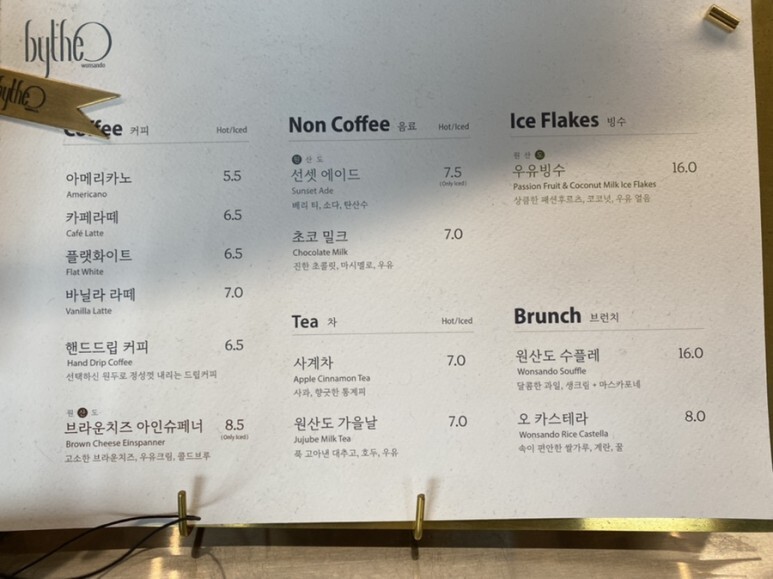 bytheO
wonsando
bytheO
Coffee 커피 Hot/Iced
아메리카노 5.5
Americano
카페라떼 6.5
Café Latte
플랫화이트 6.5
Flat White
바닐라 라떼 7.0
Vanilla Latte
핸드드립 커피 6.5
Hand Drip Coffee
선택하신 원두로 정성껏 내리는 드립커피
원 산 도
브라운치즈 아인슈페너 8.5
Brown Cheese Einspanner (Only Iced)
고소한 브라운치즈, 우유크림, 콜드브루
Non Coffee 음료 Hot/Iced
원 산 도
선셋 에이드 7.5
Sunset Ade (Only Iced)
베리 티, 소다, 탄산수
초코 밀크 7.0
Chocolate Milk
진한 초콜릿, 마시멜로, 우유
Tea 차 Hot/Iced
사계차 7.0
Apple Cinnamon Tea
사과, 향긋한 통계피
원산도 가을날 7.0
Jujube Milk Tea
푹 고아낸 대추고, 호두, 우유
Ice Flakes 빙수
원 산 도
우유빙수 16.0
Passion Fruit & Coconut Milk Ice Flakes
상큼한 패션후르츠, 코코넛, 우유 얼음
Brunch 브런치
원산도 수플레 16.0
Wonsando Souffle
달콤한 과일, 생크림 + 마스카포네
오 카스테라 8.0
Wonsando Rice Castella
속이 편안한 쌀가루, 계란, 꿀